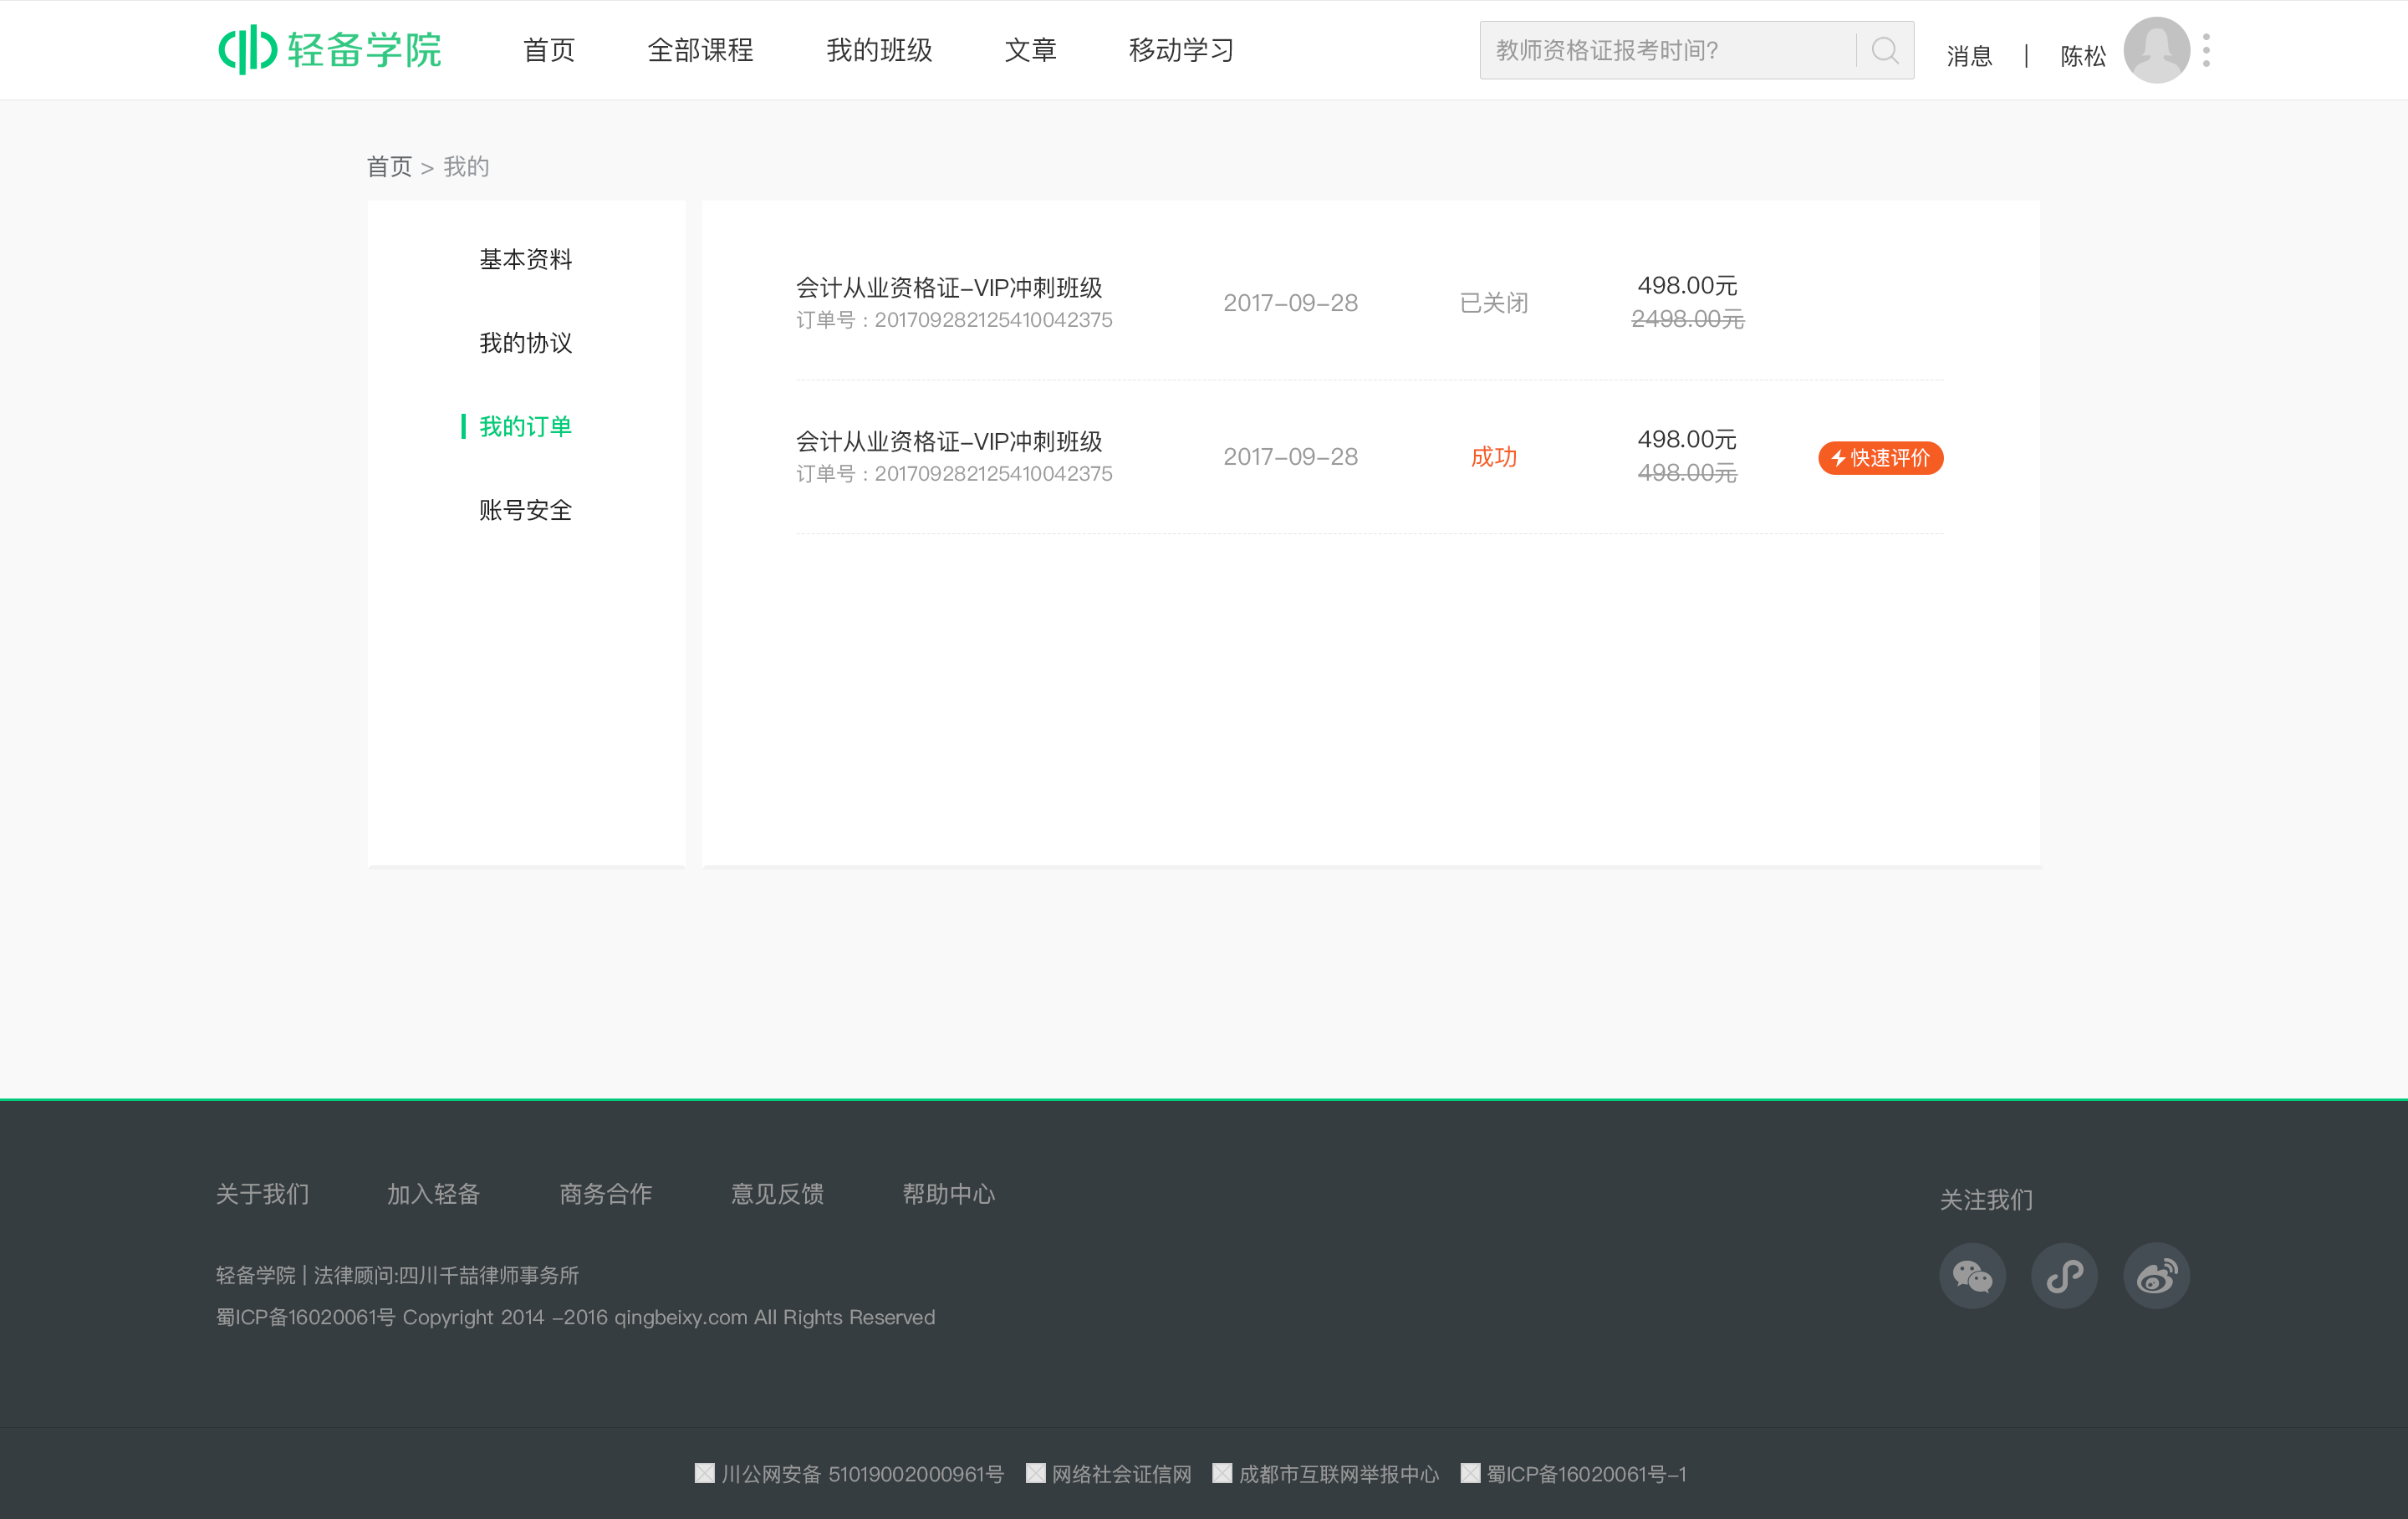 轻备学院
首页 全部课程 我的班级 文章 移动学习
教师资格证报考时间?
消息 | 陈松
首页 > 我的
基本资料
我的协议
我的订单
账号安全
会计从业资格证-VIP冲刺班级
订单号 : 201709282125410042375
2017-09-28
已关闭
498.00元
2498.00元
会计从业资格证-VIP冲刺班级
订单号 : 201709282125410042375
2017-09-28
成功
498.00元
498.00元
快速评价
关于我们 加入轻备 商务合作 意见反馈 帮助中心
关注我们
轻备学院 | 法律顾问:四川千喆律师事务所
蜀ICP备16020061号 Copyright 2014 -2016 qingbeixy.com All Rights Reserved
川公网安备 51019002000961号 网络社会证信网 成都市互联网举报中心 蜀ICP备16020061号-1